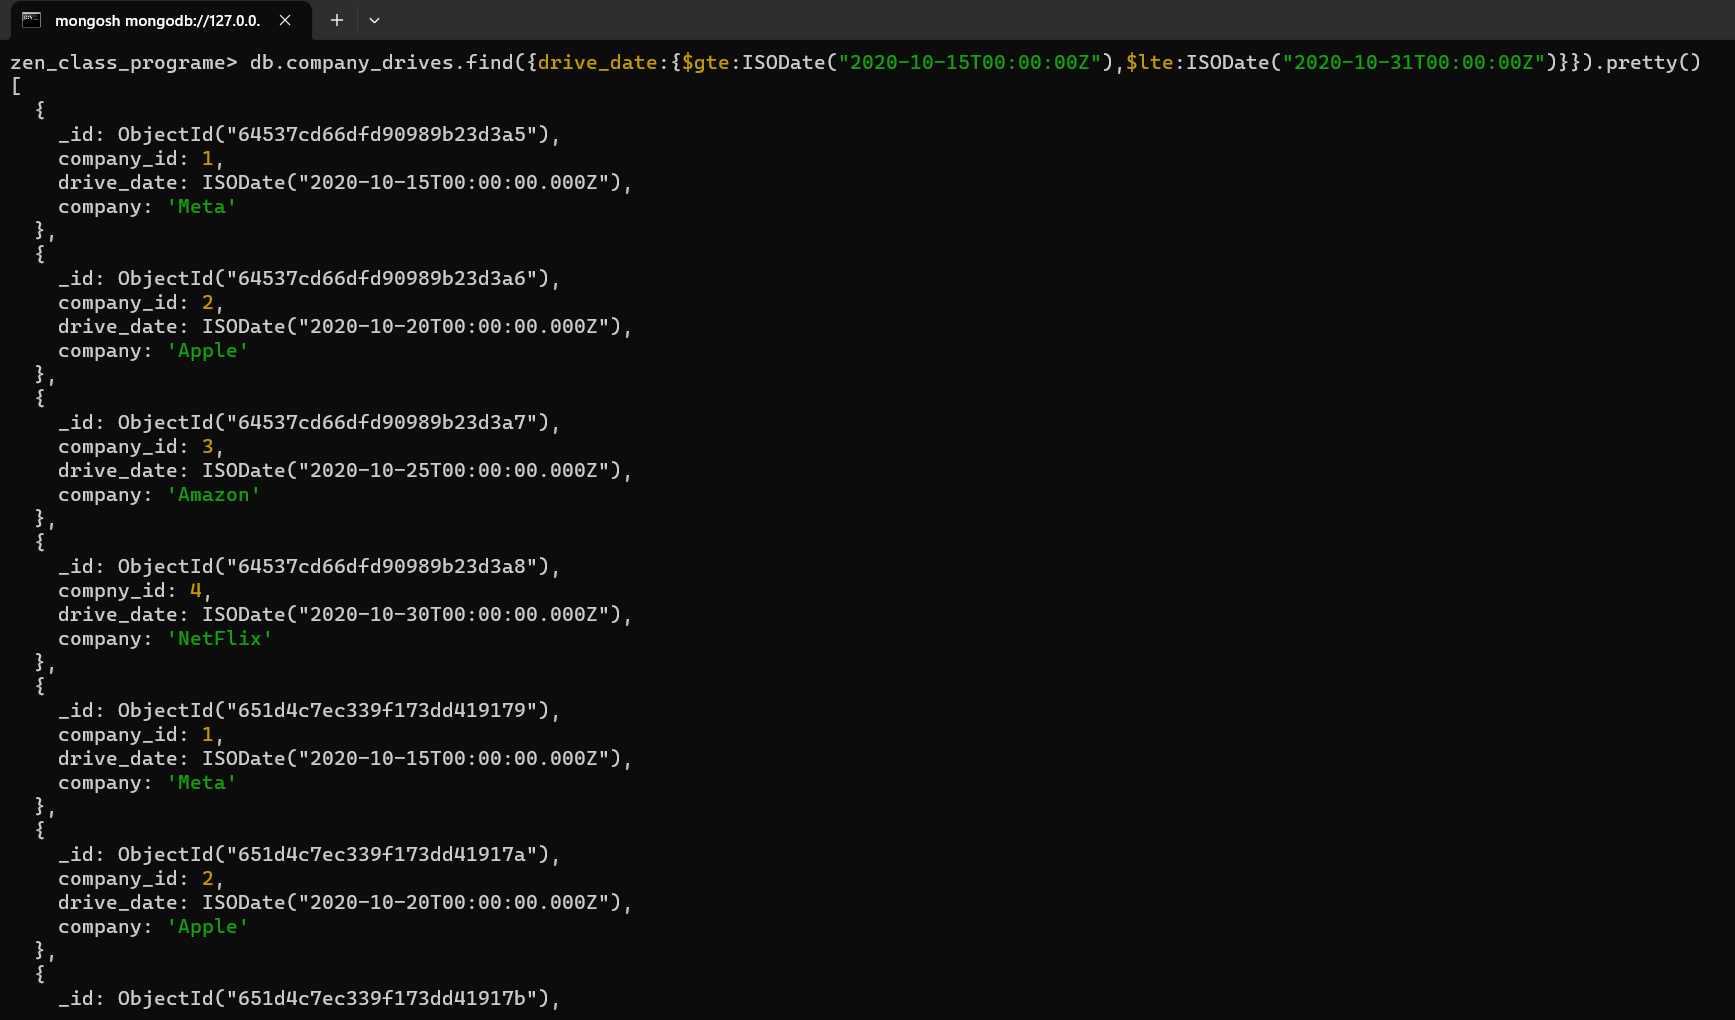 mongosh mongodb://127.0.0.
zen_class_programe> db.company_drives.find({drive_date:{$gte:ISODate("2020-10-15T00:00:00Z"),$lte:ISODate("2020-10-31T00:00:00Z")}}).pretty()
[
  {
    _id: ObjectId("64537cd66dfd90989b23d3a5"),
    company_id: 1,
    drive_date: ISODate("2020-10-15T00:00:00.000Z"),
    company: 'Meta'
  },
  {
    _id: ObjectId("64537cd66dfd90989b23d3a6"),
    company_id: 2,
    drive_date: ISODate("2020-10-20T00:00:00.000Z"),
    company: 'Apple'
  },
  {
    _id: ObjectId("64537cd66dfd90989b23d3a7"),
    company_id: 3,
    drive_date: ISODate("2020-10-25T00:00:00.000Z"),
    company: 'Amazon'
  },
  {
    _id: ObjectId("64537cd66dfd90989b23d3a8"),
    compny_id: 4,
    drive_date: ISODate("2020-10-30T00:00:00.000Z"),
    company: 'NetFlix'
  },
  {
    _id: ObjectId("651d4c7ec339f173dd419179"),
    company_id: 1,
    drive_date: ISODate("2020-10-15T00:00:00.000Z"),
    company: 'Meta'
  },
  {
    _id: ObjectId("651d4c7ec339f173dd41917a"),
    company_id: 2,
    drive_date: ISODate("2020-10-20T00:00:00.000Z"),
    company: 'Apple'
  },
  {
    _id: ObjectId("651d4c7ec339f173dd41917b"),